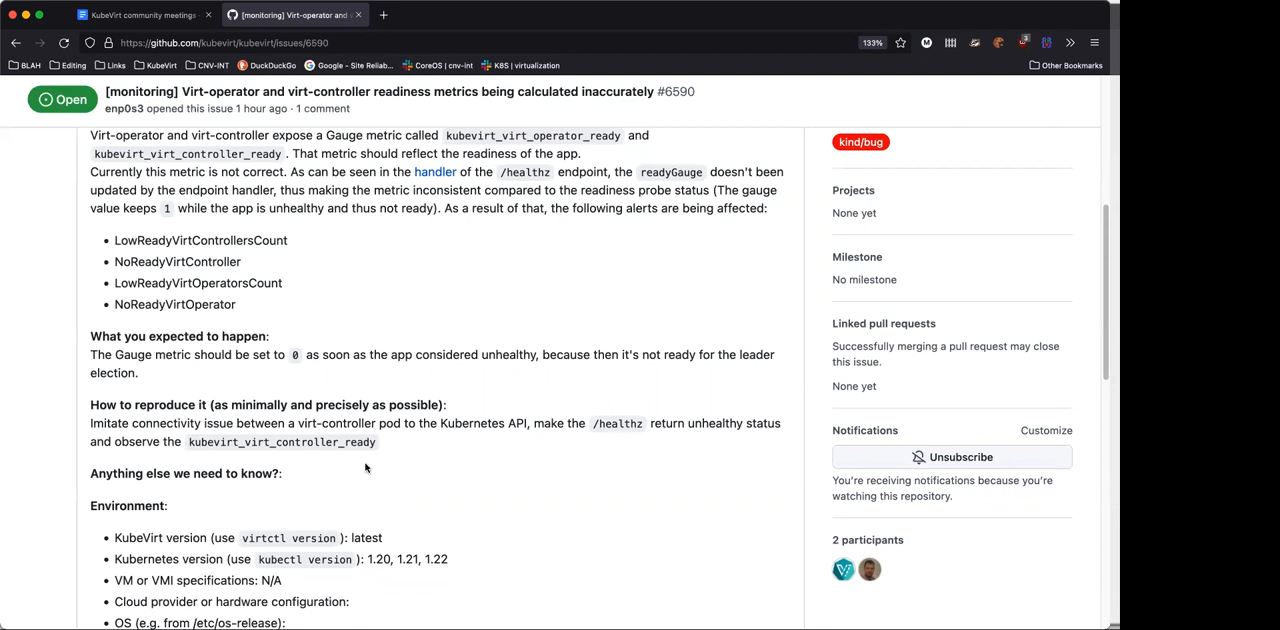 KubeVirt community meetings
[monitoring] Virt-operator and v
https://github.com/kubevirt/kubevirt/issues/6590
133%
3
BLAH
Editing
Links
KubeVirt
CNV-INT
DuckDuckGo
Google - Site Reliab...
CoreOS | cnv-int
K8S | virtualization
Other Bookmarks
Open
[monitoring] Virt-operator and virt-controller readiness metrics being calculated inaccurately #6590
enp0s3 opened this issue 1 hour ago · 1 comment
Virt-operator and virt-controller expose a Gauge metric called kubevirt_virt_operator_ready and
kubevirt_virt_controller_ready. That metric should reflect the readiness of the app.
Currently this metric is not correct. As can be seen in the handler of the /healthz endpoint, the readyGauge doesn't been
updated by the endpoint handler, thus making the metric inconsistent compared to the readiness probe status (The gauge
value keeps 1 while the app is unhealthy and thus not ready). As a result of that, the following alerts are being affected:
• LowReadyVirtControllersCount
• NoReadyVirtController
• LowReadyVirtOperatorsCount
• NoReadyVirtOperator
What you expected to happen:
The Gauge metric should be set to 0 as soon as the app considered unhealthy, because then it's not ready for the leader
election.
How to reproduce it (as minimally and precisely as possible):
Imitate connectivity issue between a virt-controller pod to the Kubernetes API, make the /healthz return unhealthy status
and observe the kubevirt_virt_controller_ready
Anything else we need to know?:
Environment:
• KubeVirt version (use virtctl version ): latest
• Kubernetes version (use kubectl version ): 1.20, 1.21, 1.22
• VM or VMI specifications: N/A
• Cloud provider or hardware configuration:
• OS (e.g. from /etc/os-release):
kind/bug
Projects
None yet
Milestone
No milestone
Linked pull requests
Successfully merging a pull request may close
this issue.
None yet
Notifications
Customize
Unsubscribe
You're receiving notifications because you're
watching this repository.
2 participants